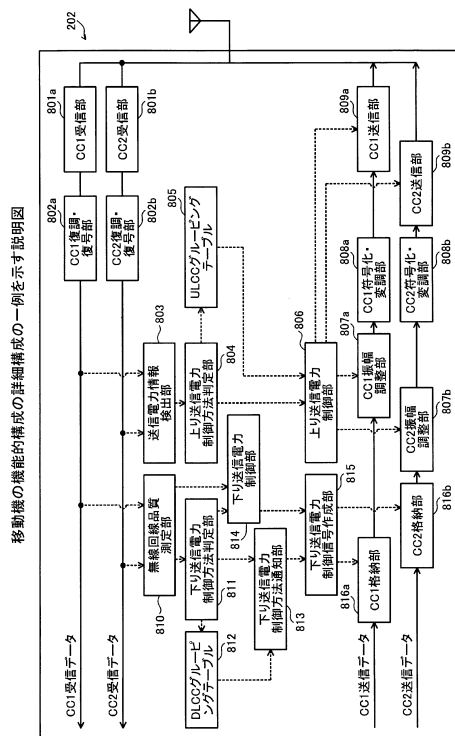 移動機の機能的構成の詳細構成の一例を示す説明図
202
CC1受信データ
802a
CC1復調・
復号部
801a
CC1受信部
CC2受信データ
802b
CC2復調・
復号部
801b
CC2受信部
803
送信電力情報
検出部
805
ULCCグルーピング
テーブル
804
上り送信電力
制御方法判定部
806
上り送信電力
制御部
810
無線回線品質
測定部
811
下り送信電力
制御方法判定部
812
DLCCグルーピ
ングテーブル
813
下り送信電力
制御方法通知部
814
下り送信電力
制御部
815
下り送信電力
制御信号作成部
CC1送信データ
816a
CC1格納部
807a
CC1振幅
調整部
808a
CC1符号化・
変調部
809a
CC1送信部
CC2送信データ
816b
CC2格納部
807b
CC2振幅
調整部
808b
CC2符号化・
変調部
809b
CC2送信部